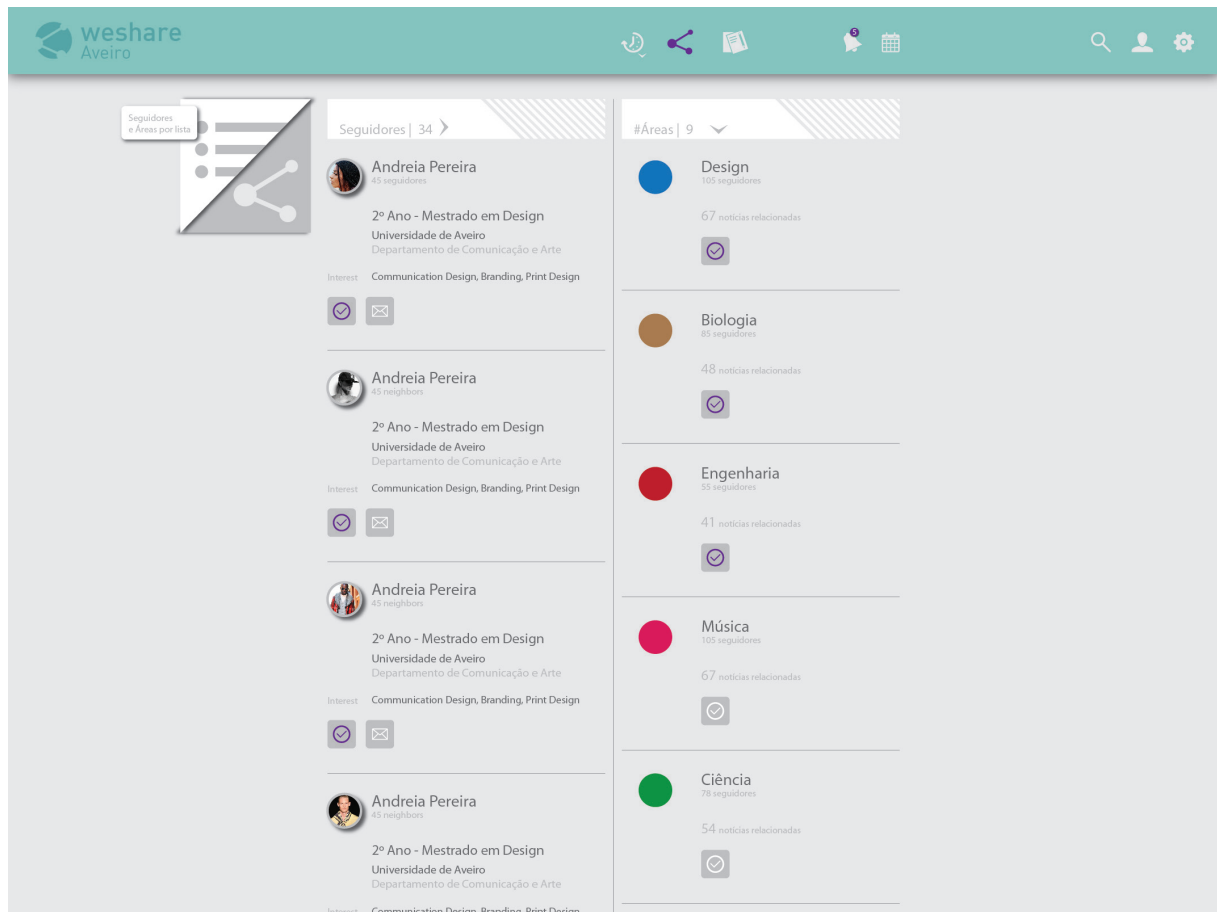 weshare
Aveiro
5
Seguidores
e Áreas por lista
Seguidores | 34
Andreia Pereira
45 seguidores
2º Ano - Mestrado em Design
Universidade de Aveiro
Departamento de Comunicação e Arte
Interest Communication Design, Branding, Print Design
Andreia Pereira
45 neighbors
2º Ano - Mestrado em Design
Universidade de Aveiro
Departamento de Comunicação e Arte
Interest Communication Design, Branding, Print Design
Andreia Pereira
45 neighbors
2º Ano - Mestrado em Design
Universidade de Aveiro
Departamento de Comunicação e Arte
Interest Communication Design, Branding, Print Design
Andreia Pereira
45 neighbors
2º Ano - Mestrado em Design
Universidade de Aveiro
Departamento de Comunicação e Arte
Interest Communication Design, Branding, Print Design
#Áreas | 9
Design
105 seguidores
67 notícias relacionadas
Biologia
85 seguidores
48 notícias relacionadas
Engenharia
55 seguidores
41 notícias relacionadas
Música
105 seguidores
67 notícias relacionadas
Ciência
78 seguidores
54 notícias relacionadas